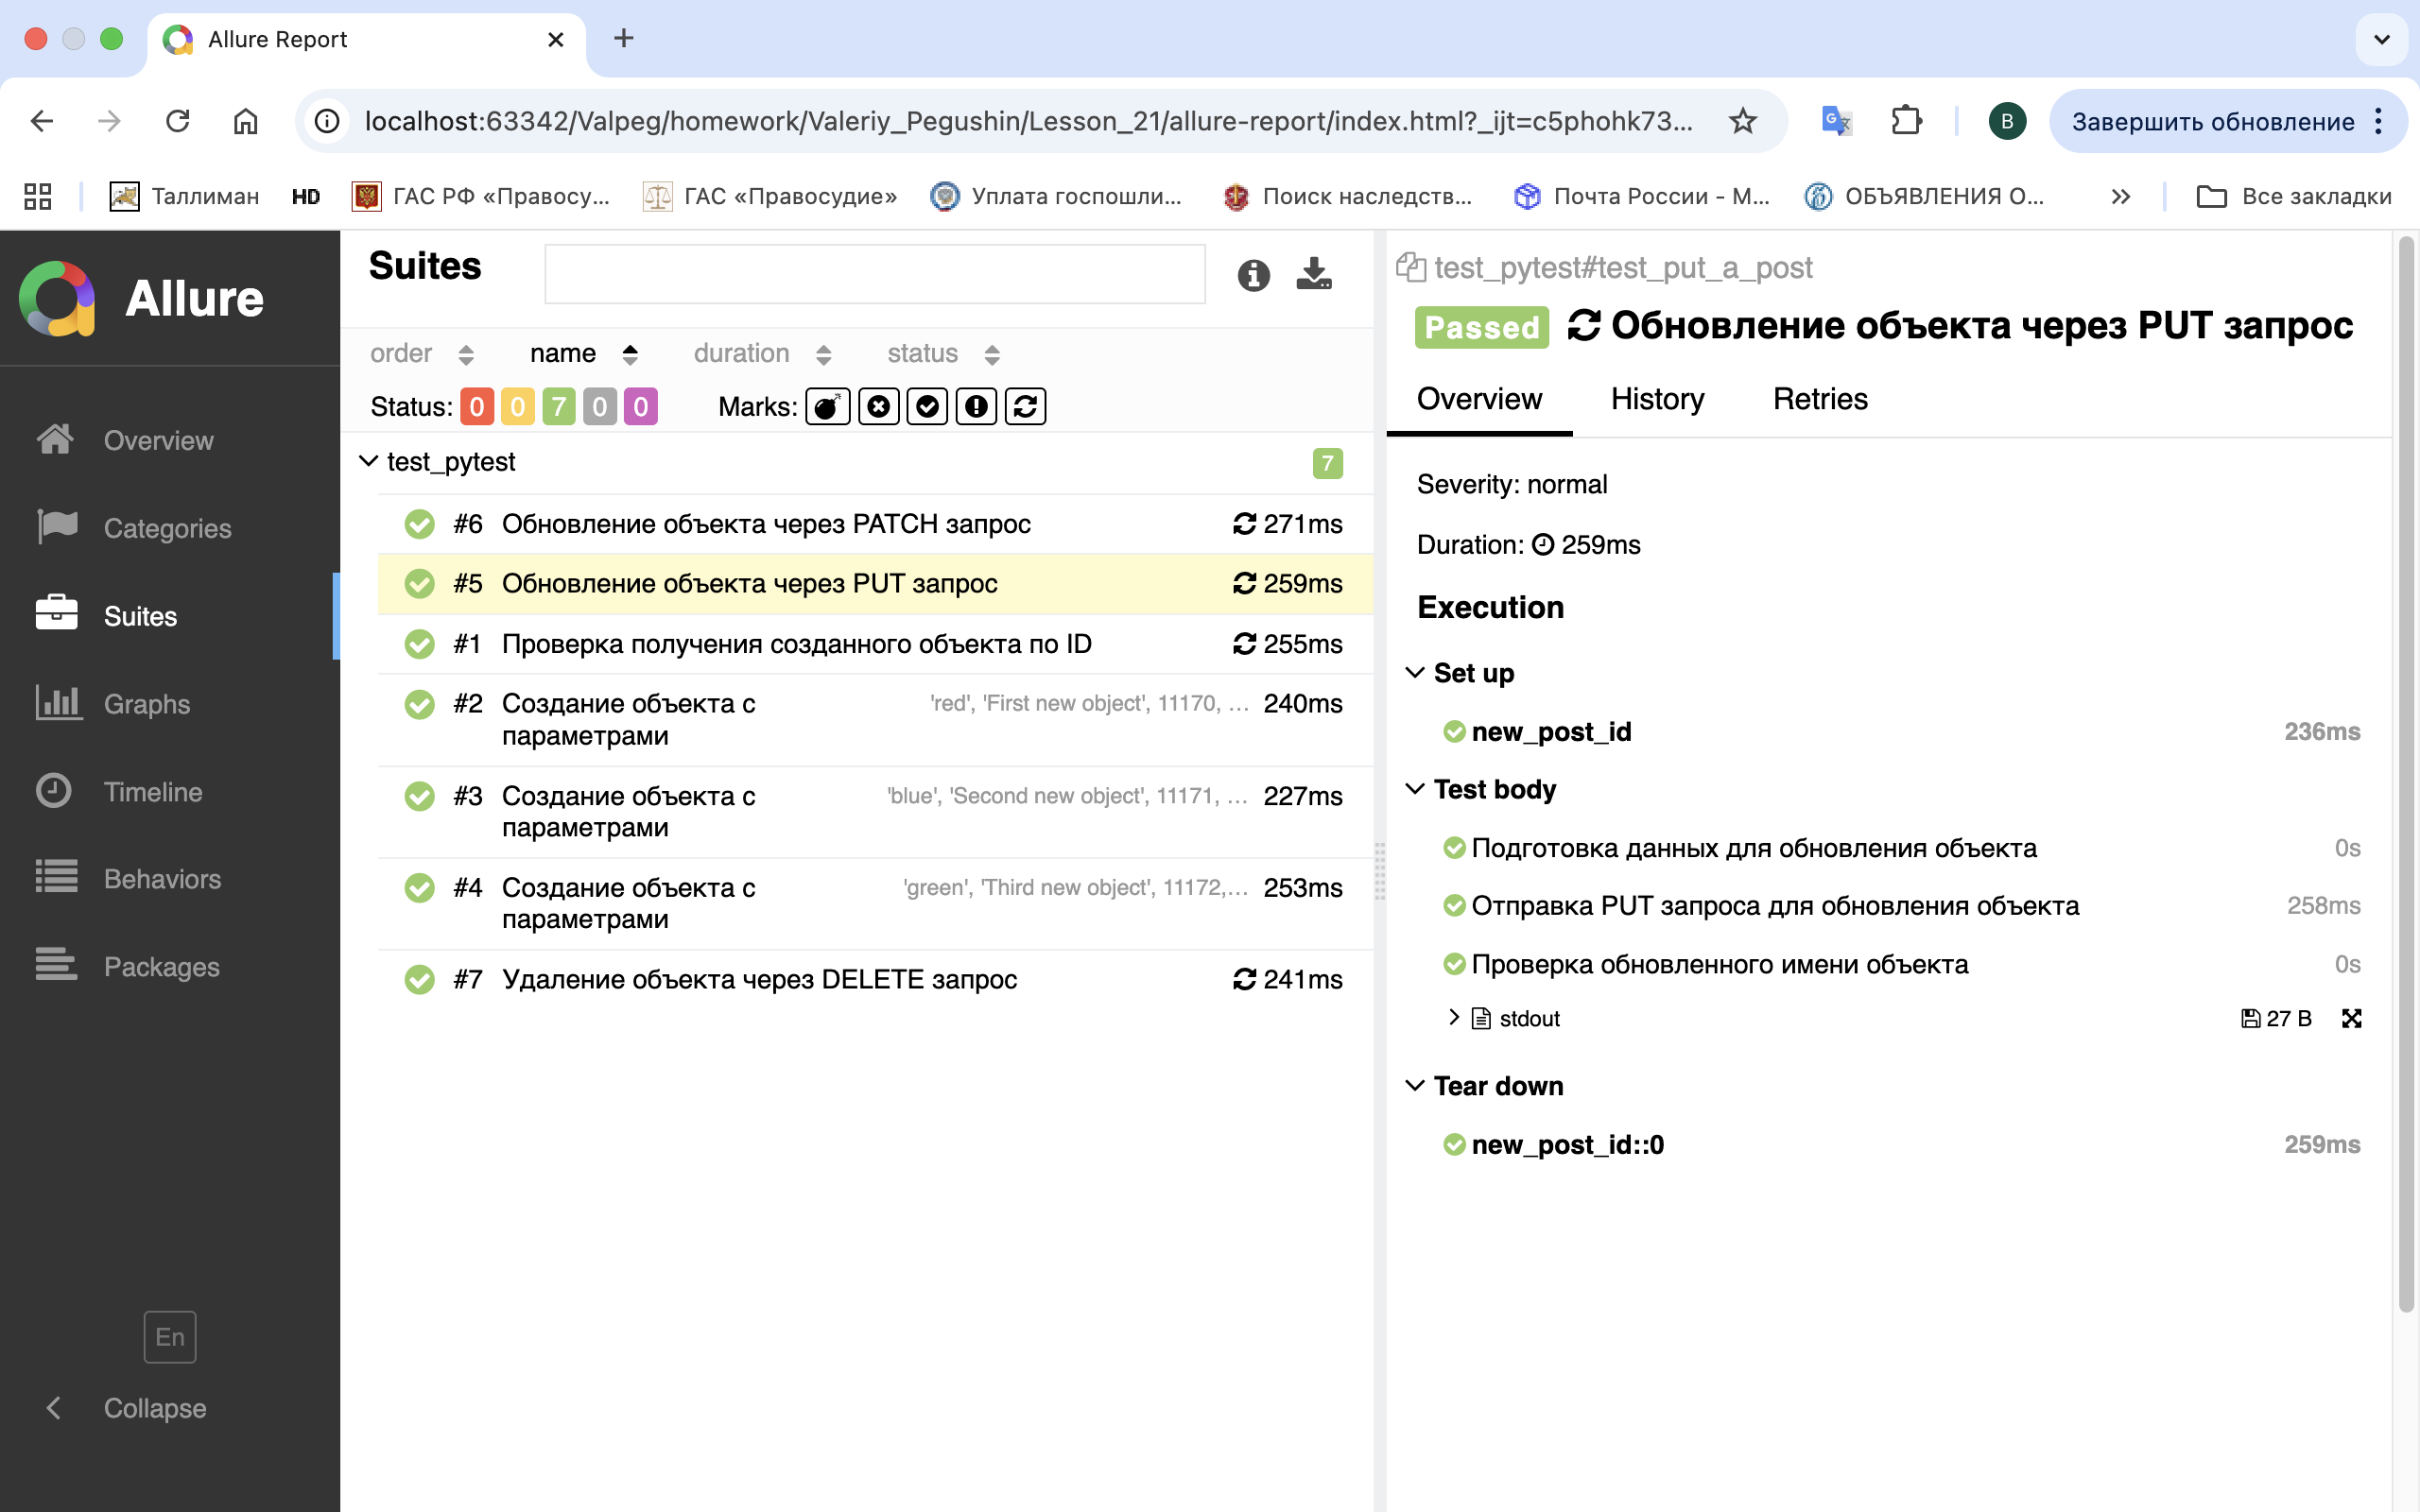 Allure Report
localhost:63342/Valpeg/homework/Valeriy_Pegushin/Lesson_21/allure-report/index.html?_ijt=c5phohk73...
B
Завершить обновление
Таллиман
HD
ГАС РФ «Правосу...
ГАС «Правосудие»
Уплата госпошли...
Поиск наследств...
Почта России - М...
ОБЪЯВЛЕНИЯ О...
Все закладки
Allure
Overview
Categories
Suites
Graphs
Timeline
Behaviors
Packages
En
Collapse
Suites
order name duration status
Status: 0 0 7 0 0 Marks:
test_pytest 7
#6 Обновление объекта через PATCH запрос 271ms
#5 Обновление объекта через PUT запрос 259ms
#1 Проверка получения созданного объекта по ID 255ms
#2 Создание объекта с параметрами 'red', 'First new object', 11170, ... 240ms
#3 Создание объекта с параметрами 'blue', 'Second new object', 11171, ... 227ms
#4 Создание объекта с параметрами 'green', 'Third new object', 11172,... 253ms
#7 Удаление объекта через DELETE запрос 241ms
test_pytest#test_put_a_post
Passed Обновление объекта через PUT запрос
Overview History Retries
Severity: normal
Duration: 259ms
Execution
Set up
new_post_id 236ms
Test body
Подготовка данных для обновления объекта 0s
Отправка PUT запроса для обновления объекта 258ms
Проверка обновленного имени объекта 0s
stdout 27 B
Tear down
new_post_id::0 259ms